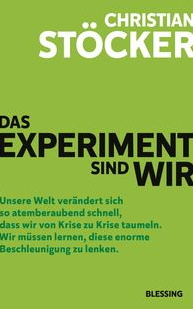 CHRISTIAN
STÖCKER
DAS
EXPERIMENT
SIND WIR
Unsere Welt verändert sich
so atemberaubend schnell,
dass wir von Krise zu Krise taumeln.
Wir müssen lernen, diese enorme
Beschleunigung zu lenken.
BLESSING